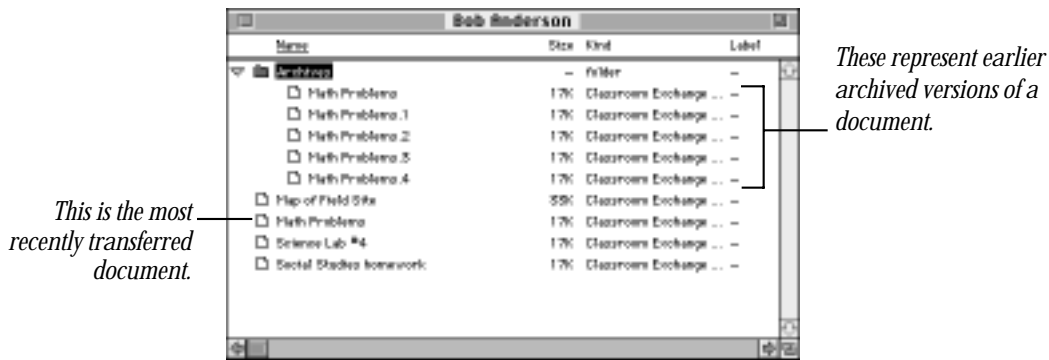 Bob Anderson
Name Size Kind Label
Archives – folder –
Math Problems 17K Classroom Exchange ... –
Math Problems.1 17K Classroom Exchange ... –
Math Problems.2 17K Classroom Exchange ... –
Math Problems.3 17K Classroom Exchange ... –
Math Problems.4 17K Classroom Exchange ... –
Map of Field Site 33K Classroom Exchange ... –
Math Problems 17K Classroom Exchange ... –
Science Lab #4 17K Classroom Exchange ... –
Social Studies homework 17K Classroom Exchange ... –
These represent earlier
archived versions of a
document.
This is the most
recently transferred
document.